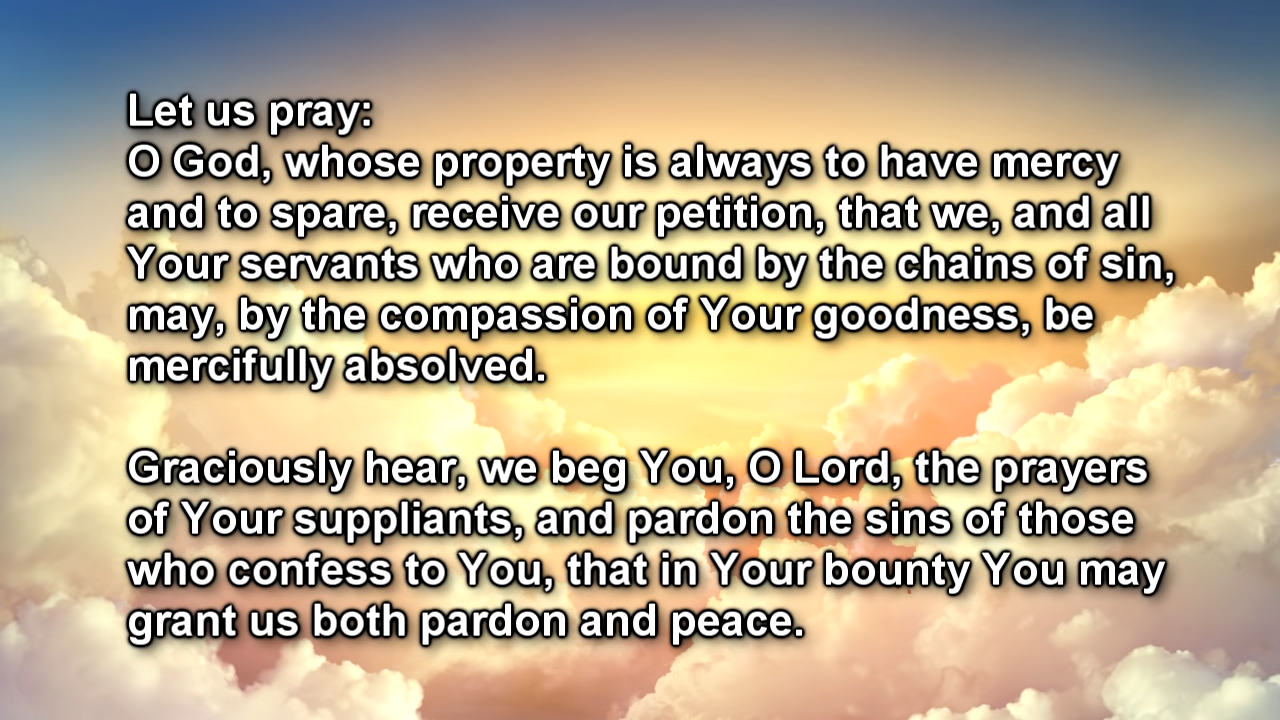 Let us pray:
O God, whose property is always to have mercy
and to spare, receive our petition, that we, and all
Your servants who are bound by the chains of sin,
may, by the compassion of Your goodness, be
mercifully absolved.
Graciously hear, we beg You, O Lord, the prayers
of Your suppliants, and pardon the sins of those
who confess to You, that in Your bounty You may
grant us both pardon and peace.